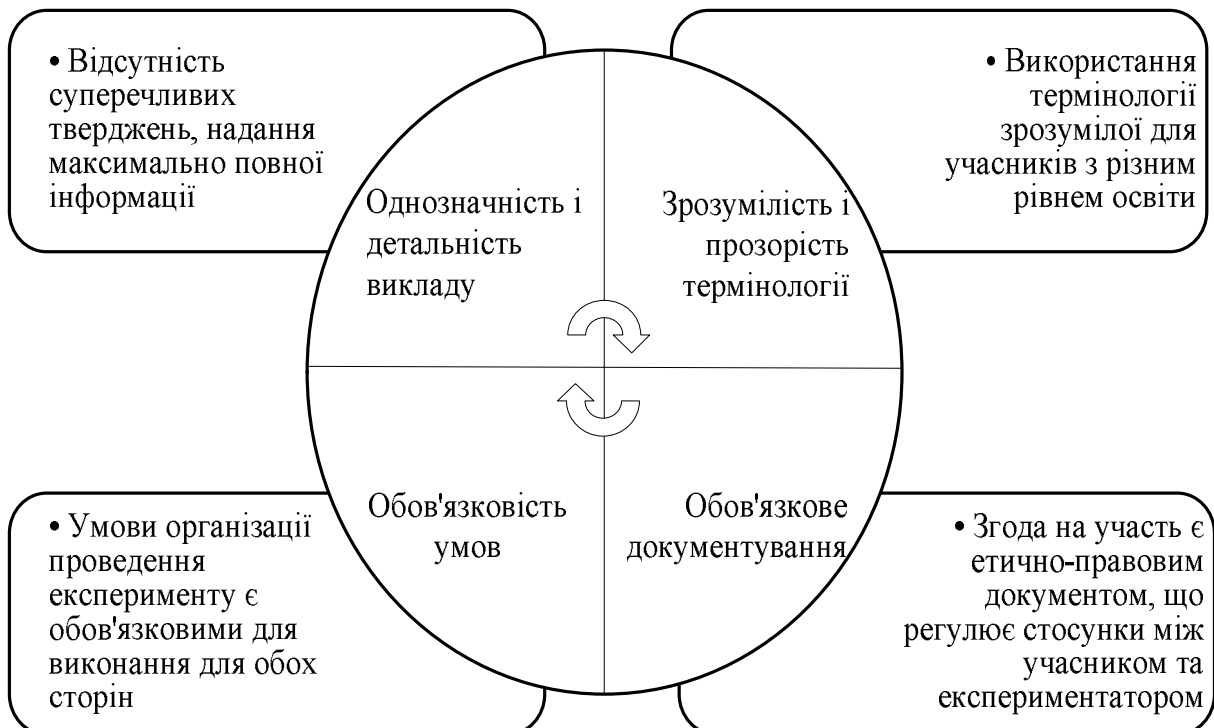 • Відсутність
суперечливих
тверджень, надання
максимально повної
інформації
• Використання
термінології
зрозумілої для
учасників з різним
рівнем освіти
Однозначність і
детальність
викладу
Зрозумілість і
прозорість
термінології
Обов'язковість
умов
Обов'язкове
документування
• Умови організації
проведення
експерименту є
обов'язковими для
виконання для обох
сторін
• Згода на участь є
етично-правовим
документом, що
регулює стосунки між
учасником та
експериментатором